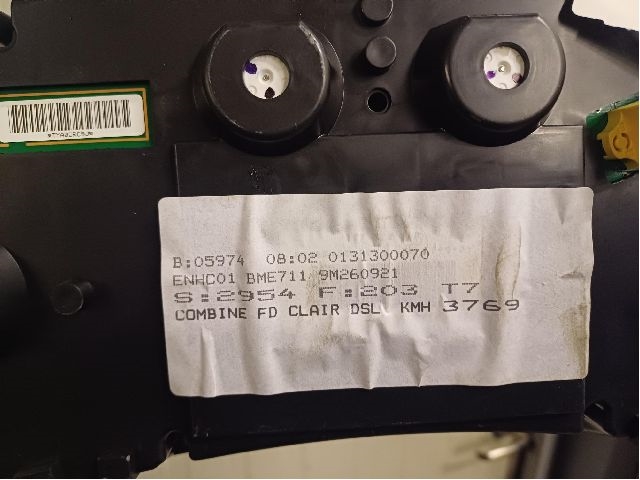 B:05974 08:02 0131300070
ENHC01 BME711 9M260921
S:2954 F:203 T7
COMBINE FD CLAIR DSL KMH 3769